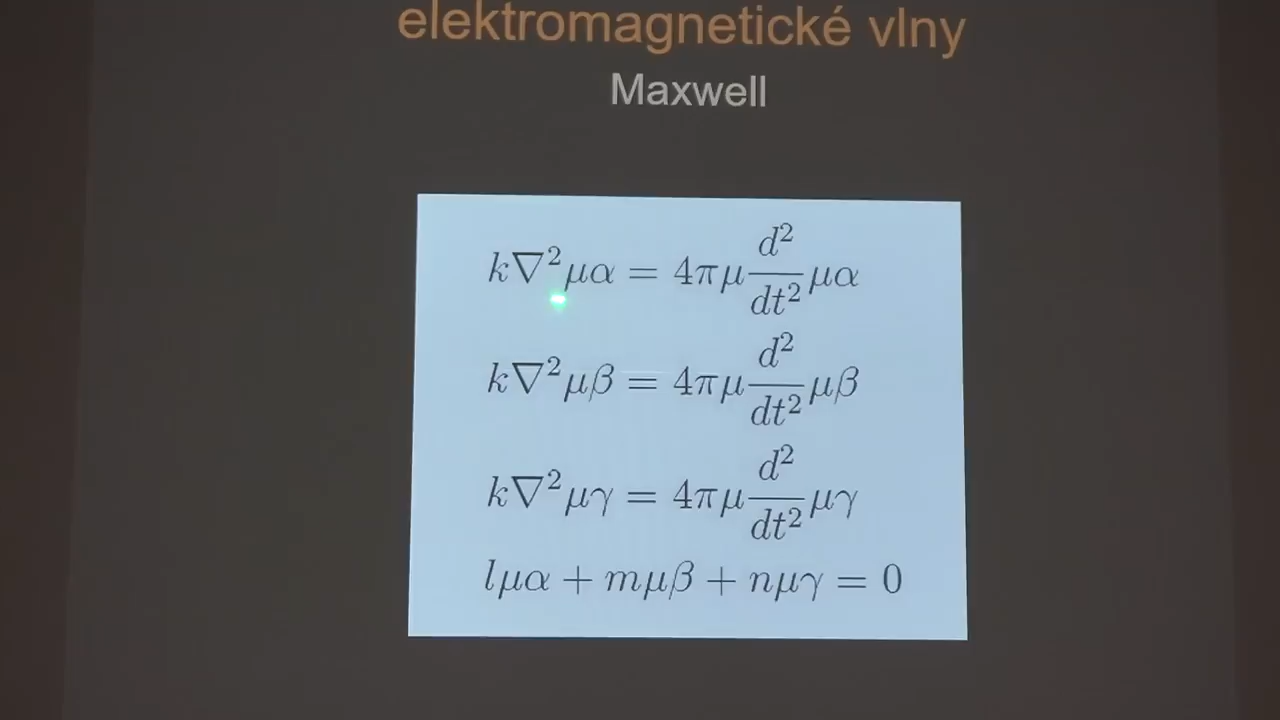 elektromagnetické vlny
Maxwell
k∇²μα = 4πμ d²/dt² μα
k∇²μβ = 4πμ d²/dt² μβ
k∇²μγ = 4πμ d²/dt² μγ
lμα + mμβ + nμγ = 0